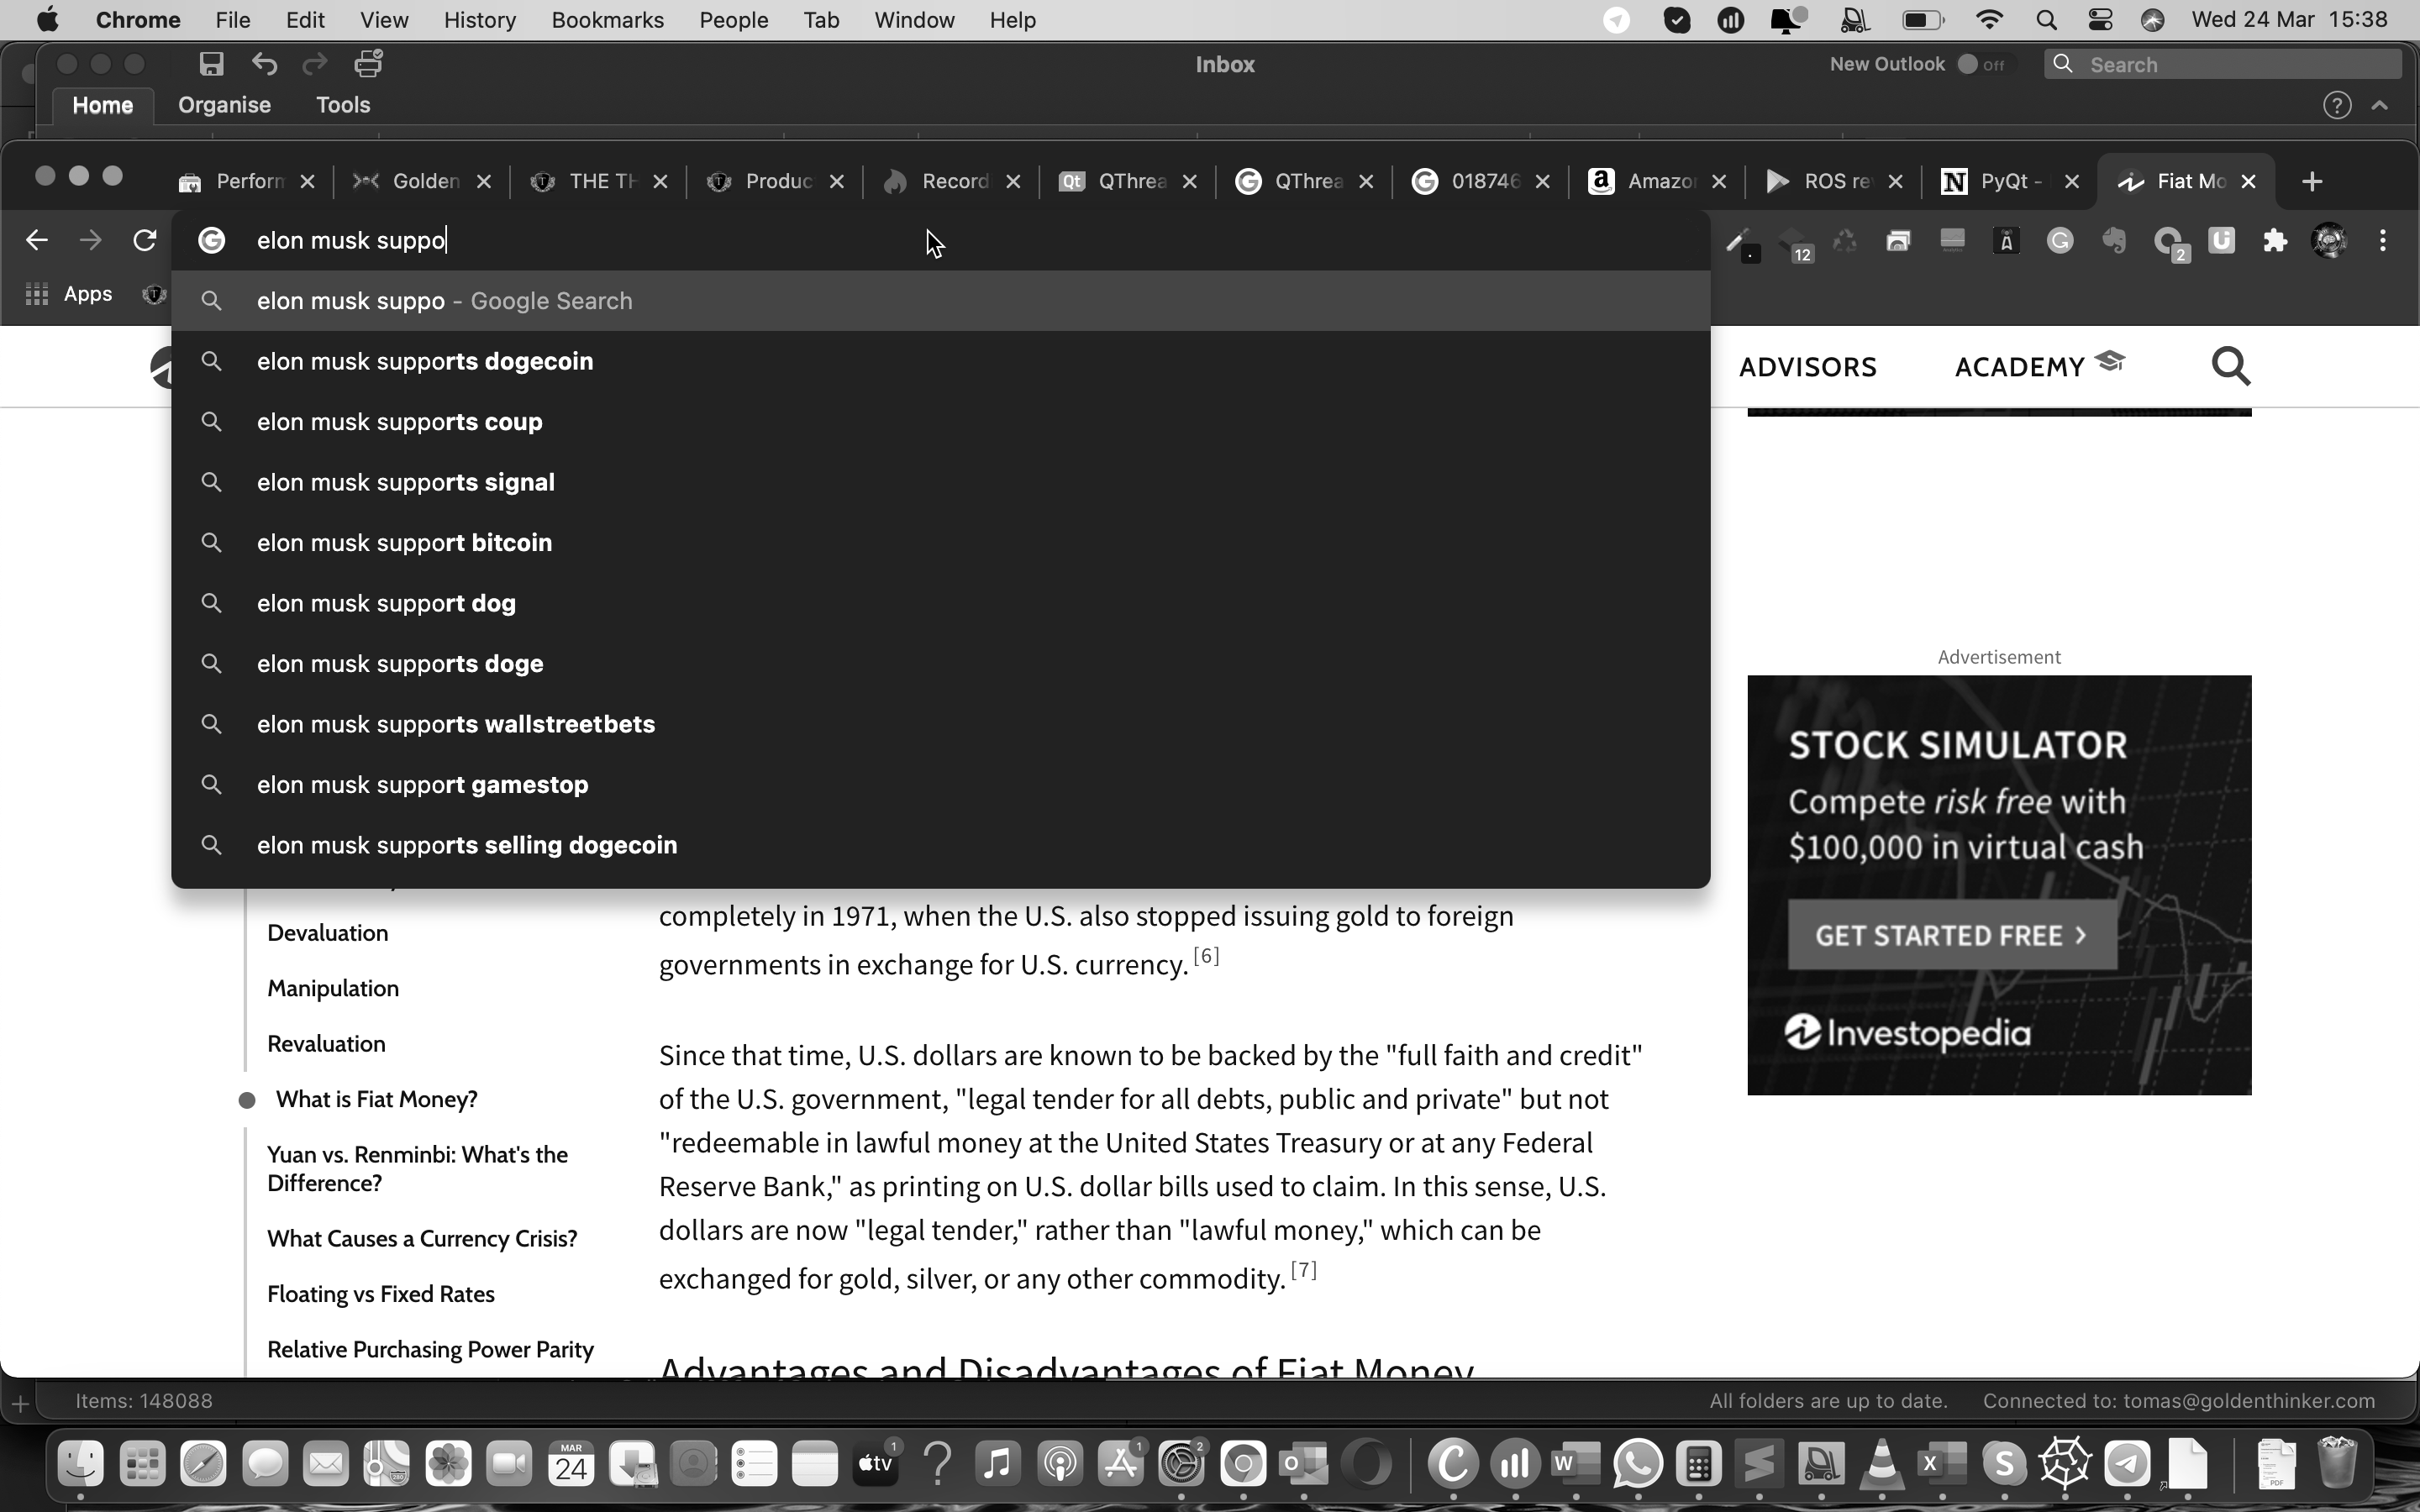 Chrome File Edit View History Bookmarks People Tab Window Help Wed 24 Mar 15:38
Inbox New Outlook Off Search
Home Organise Tools
Perform Golden THE TH Produc Record QThrea QThrea 018746 Amazon ROS re PyQt - Fiat Mo
elon musk suppo
12 2
Apps
elon musk suppo – Google Search
elon musk supports dogecoin
elon musk supports coup
elon musk supports signal
elon musk support bitcoin
elon musk support dog
elon musk supports doge
elon musk supports wallstreetbets
elon musk support gamestop
elon musk supports selling dogecoin
ADVISORS ACADEMY
Advertisement
STOCK SIMULATOR
Compete risk free with
$100,000 in virtual cash
GET STARTED FREE >
Investopedia
Devaluation
Manipulation
Revaluation
What is Fiat Money?
Yuan vs. Renminbi: What's the
Difference?
What Causes a Currency Crisis?
Floating vs Fixed Rates
Relative Purchasing Power Parity
completely in 1971, when the U.S. also stopped issuing gold to foreign
governments in exchange for U.S. currency. [6]
Since that time, U.S. dollars are known to be backed by the "full faith and credit"
of the U.S. government, "legal tender for all debts, public and private" but not
"redeemable in lawful money at the United States Treasury or at any Federal
Reserve Bank," as printing on U.S. dollar bills used to claim. In this sense, U.S.
dollars are now "legal tender," rather than "lawful money," which can be
exchanged for gold, silver, or any other commodity. [7]
Advantages and Disadvantages of Fiat Money
Items: 148088 All folders are up to date. Connected to: tomas@goldenthinker.com
MAR
24
tv 1 1 2
PDF